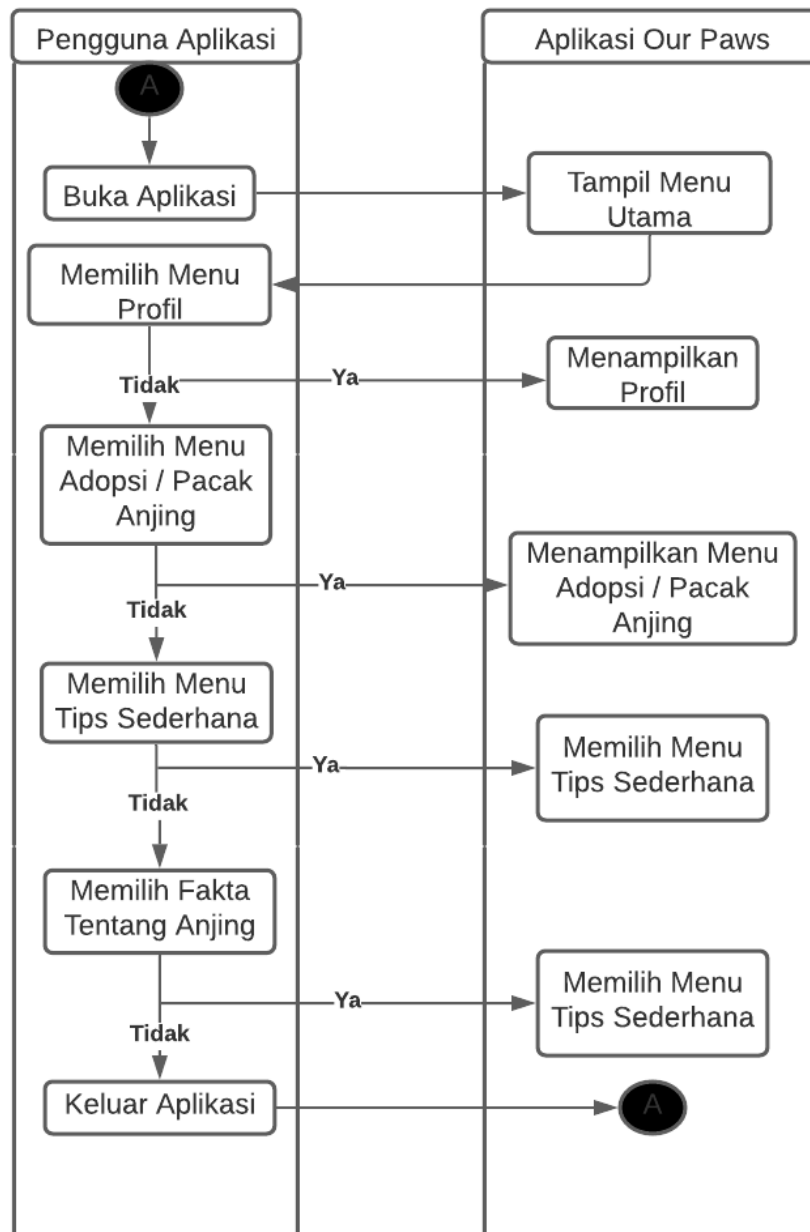 Pengguna Aplikasi
Aplikasi Our Paws
A
Buka Aplikasi
Tampil Menu
Utama
Memilih Menu
Profil
Tidak
Ya
Menampilkan
Profil
Memilih Menu
Adopsi / Pacak
Anjing
Ya
Menampilkan Menu
Adopsi / Pacak
Anjing
Tidak
Memilih Menu
Tips Sederhana
Ya
Memilih Menu
Tips Sederhana
Tidak
Memilih Fakta
Tentang Anjing
Ya
Memilih Menu
Tips Sederhana
Tidak
Keluar Aplikasi
A